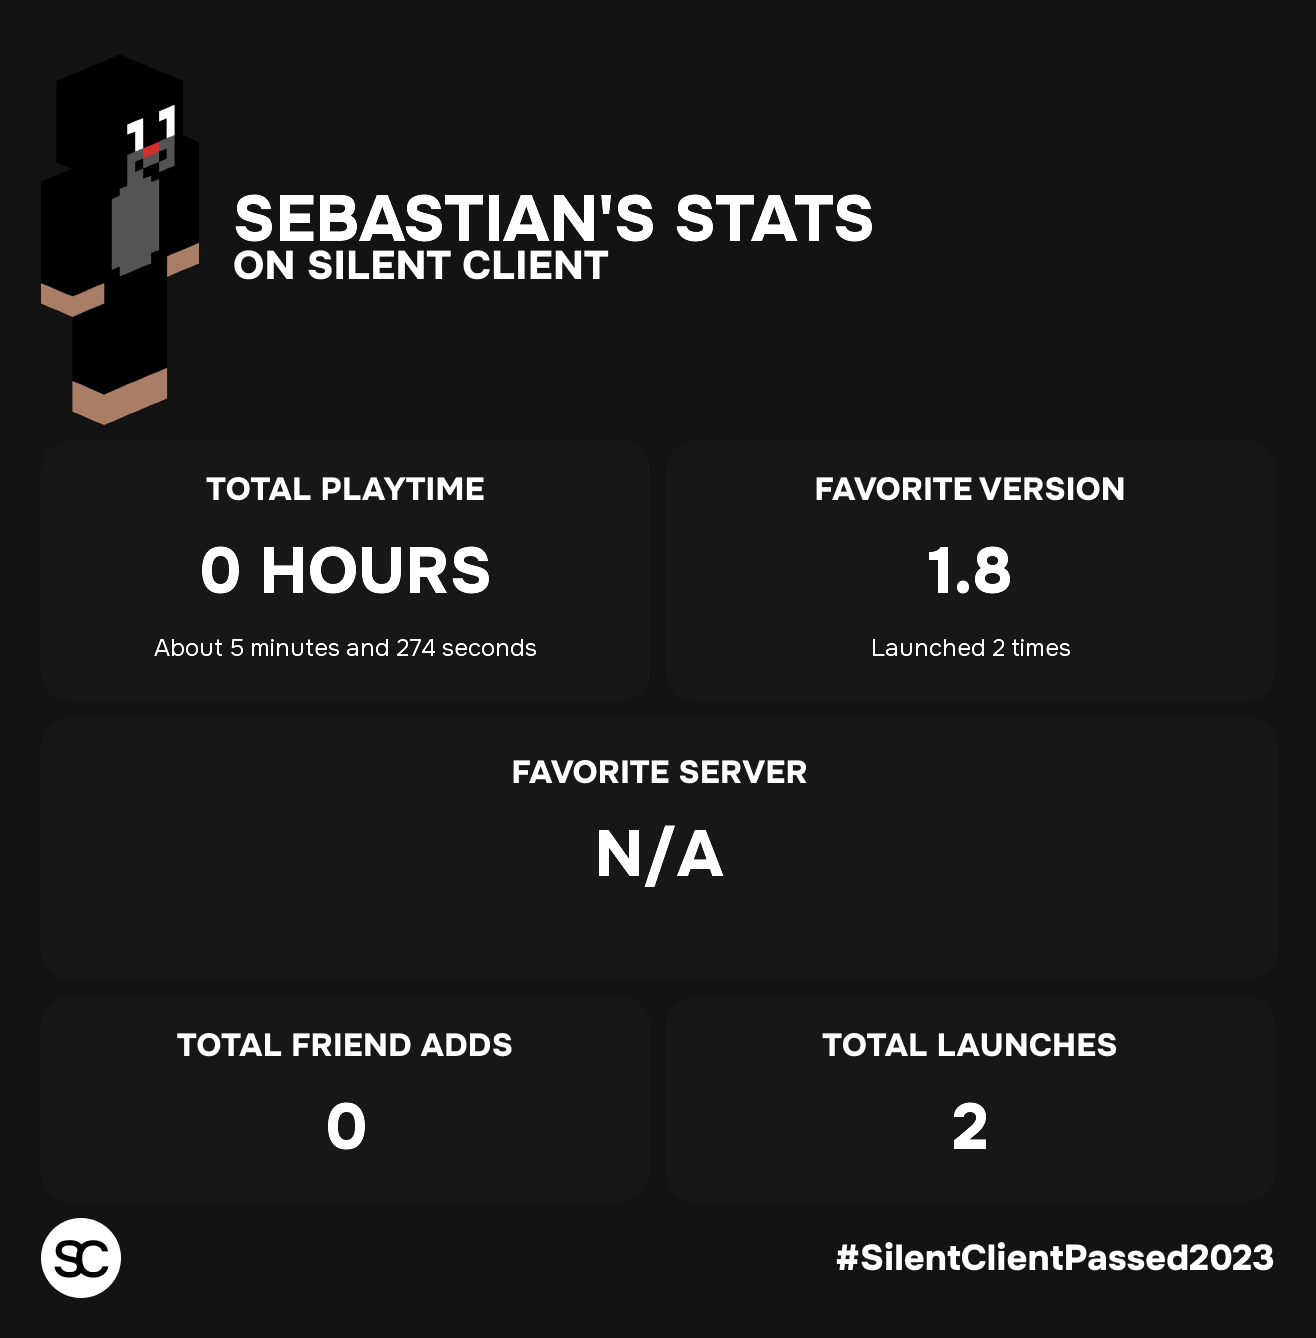 SEBASTIAN'S STATS
ON SILENT CLIENT
TOTAL PLAYTIME
0 HOURS
About 5 minutes and 274 seconds
FAVORITE VERSION
1.8
Launched 2 times
FAVORITE SERVER
N/A
TOTAL FRIEND ADDS
0
TOTAL LAUNCHES
2
SC
#SilentClientPassed2023